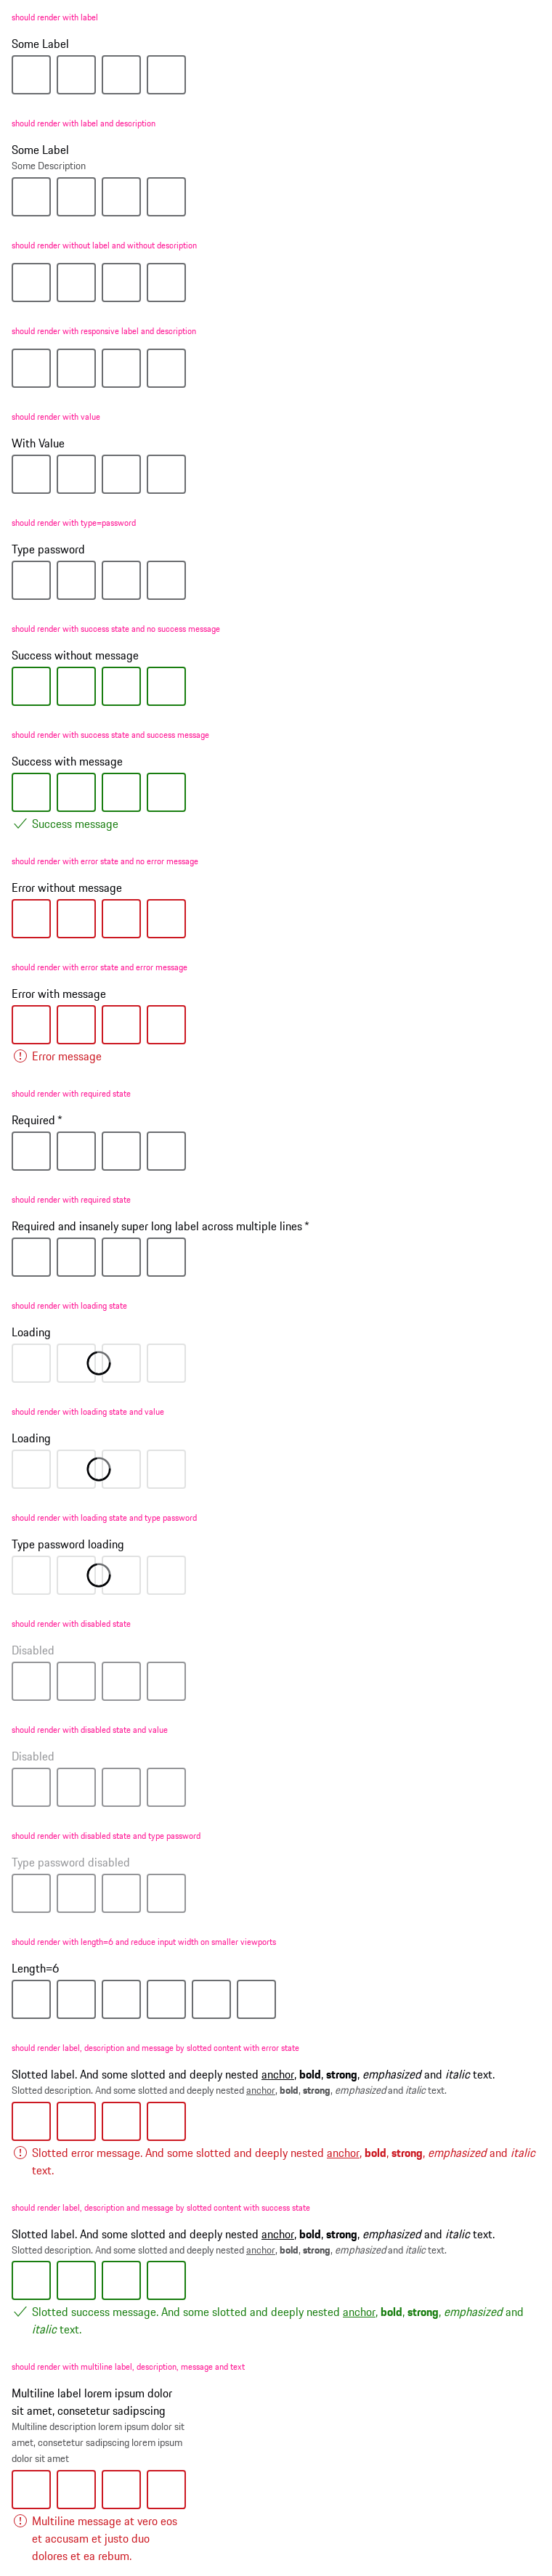 should render with label
Some Label
should render with label and description
Some Label
Some Description
should render without label and without description
should render with responsive label and description
should render with value
With Value
should render with type=password
Type password
should render with success state and no success message
Success without message
should render with success state and success message
Success with message
Success message
should render with error state and no error message
Error without message
should render with error state and error message
Error with message
Error message
should render with required state
Required *
should render with required state
Required and insanely super long label across multiple lines *
should render with loading state
Loading
should render with loading state and value
Loading
should render with loading state and type password
Type password loading
should render with disabled state
Disabled
should render with disabled state and value
Disabled
should render with disabled state and type password
Type password disabled
should render with length=6 and reduce input width on smaller viewports
Length=6
should render label, description and message by slotted content with error state
Slotted label. And some slotted and deeply nested anchor, bold, strong, emphasized and italic text.
Slotted description. And some slotted and deeply nested anchor, bold, strong, emphasized and italic text.
Slotted error message. And some slotted and deeply nested anchor, bold, strong, emphasized and italic
text.
should render label, description and message by slotted content with success state
Slotted label. And some slotted and deeply nested anchor, bold, strong, emphasized and italic text.
Slotted description. And some slotted and deeply nested anchor, bold, strong, emphasized and italic text.
Slotted success message. And some slotted and deeply nested anchor, bold, strong, emphasized and
italic text.
should render with multiline label, description, message and text
Multiline label lorem ipsum dolor
sit amet, consetetur sadipscing
Multiline description lorem ipsum dolor sit
amet, consetetur sadipscing lorem ipsum
dolor sit amet
Multiline message at vero eos
et accusam et justo duo
dolores et ea rebum.